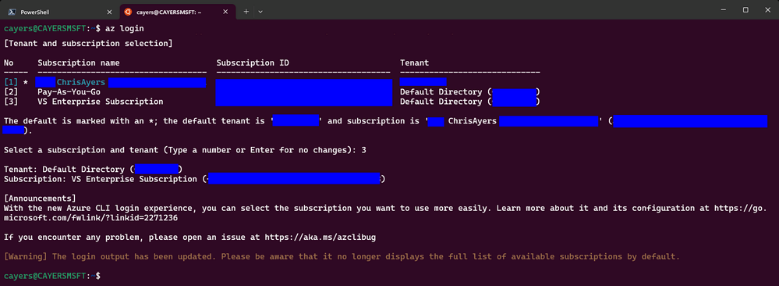 PowerShell
cayers@CAYERSMSFT: ~
cayers@CAYERSMSFT:~$ az login
[Tenant and subscription selection]
No Subscription name Subscription ID Tenant
----- ------------------------------------ ------------------------------------- -----------------------------
[1] * ChrisAyers
[2] Pay-As-You-Go Default Directory ( )
[3] VS Enterprise Subscription Default Directory ( )
The default is marked with an *; the default tenant is ' ' and subscription is ' ChrisAyers ' (
).
Select a subscription and tenant (Type a number or Enter for no changes): 3
Tenant: Default Directory ( )
Subscription: VS Enterprise Subscription ( )
[Announcements]
With the new Azure CLI login experience, you can select the subscription you want to use more easily. Learn more about it and its configuration at https://go.
microsoft.com/fwlink/?linkid=2271236
If you encounter any problem, please open an issue at https://aka.ms/azclibug
[Warning] The login output has been updated. Please be aware that it no longer displays the full list of available subscriptions by default.
cayers@CAYERSMSFT:~$